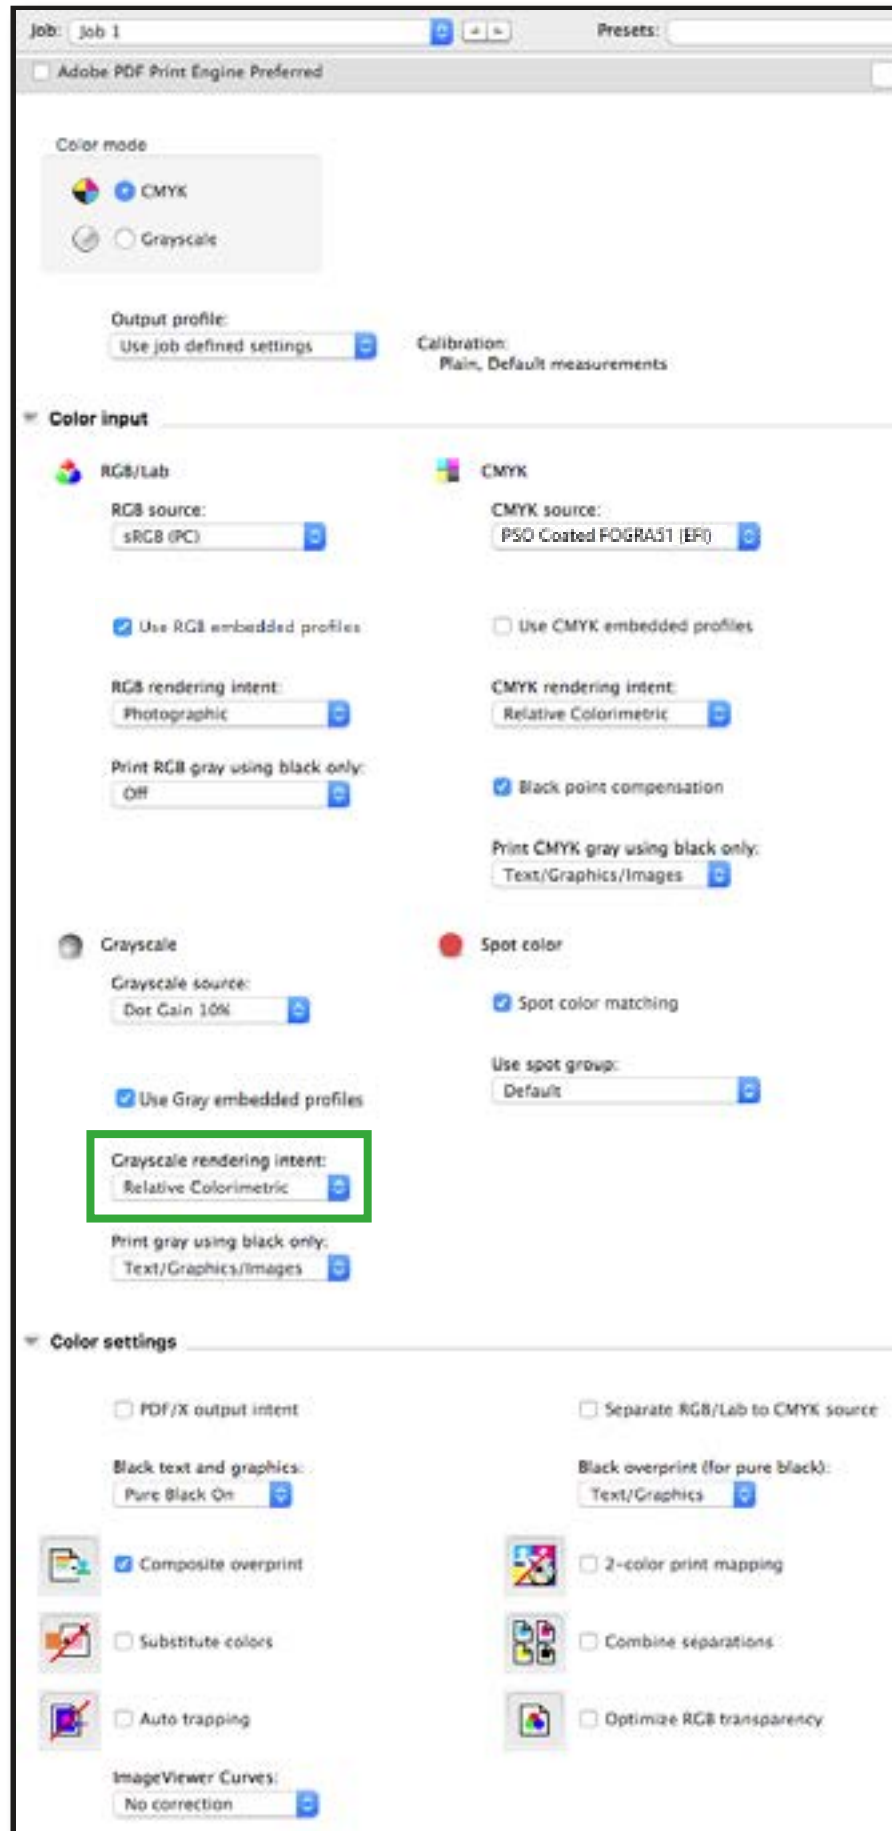 Job: Job 1 Presets:
Adobe PDF Print Engine Preferred
Color mode
CMYK
Grayscale
Output profile:
Use job defined settings
Calibration:
Plain, Default measurements
Color input
RGB/Lab
RGB source:
sRGB (PC)
Use RGB embedded profiles
RGB rendering intent:
Photographic
Print RGB gray using black only:
Off
CMYK
CMYK source:
PSO Coated FOGRA51 (EFI)
Use CMYK embedded profiles
CMYK rendering intent:
Relative Colorimetric
Black point compensation
Print CMYK gray using black only:
Text/Graphics/Images
Grayscale
Grayscale source:
Dot Gain 10%
Use Gray embedded profiles
Grayscale rendering intent:
Relative Colorimetric
Print gray using black only:
Text/Graphics/Images
Spot color
Spot color matching
Use spot group:
Default
Color settings
PDF/X output intent
Separate RGB/Lab to CMYK source
Black text and graphics:
Pure Black On
Black overprint (for pure black):
Text/Graphics
Composite overprint
2-color print mapping
Substitute colors
Combine separations
Auto trapping
Optimize RGB transparency
ImageViewer Curves:
No correction